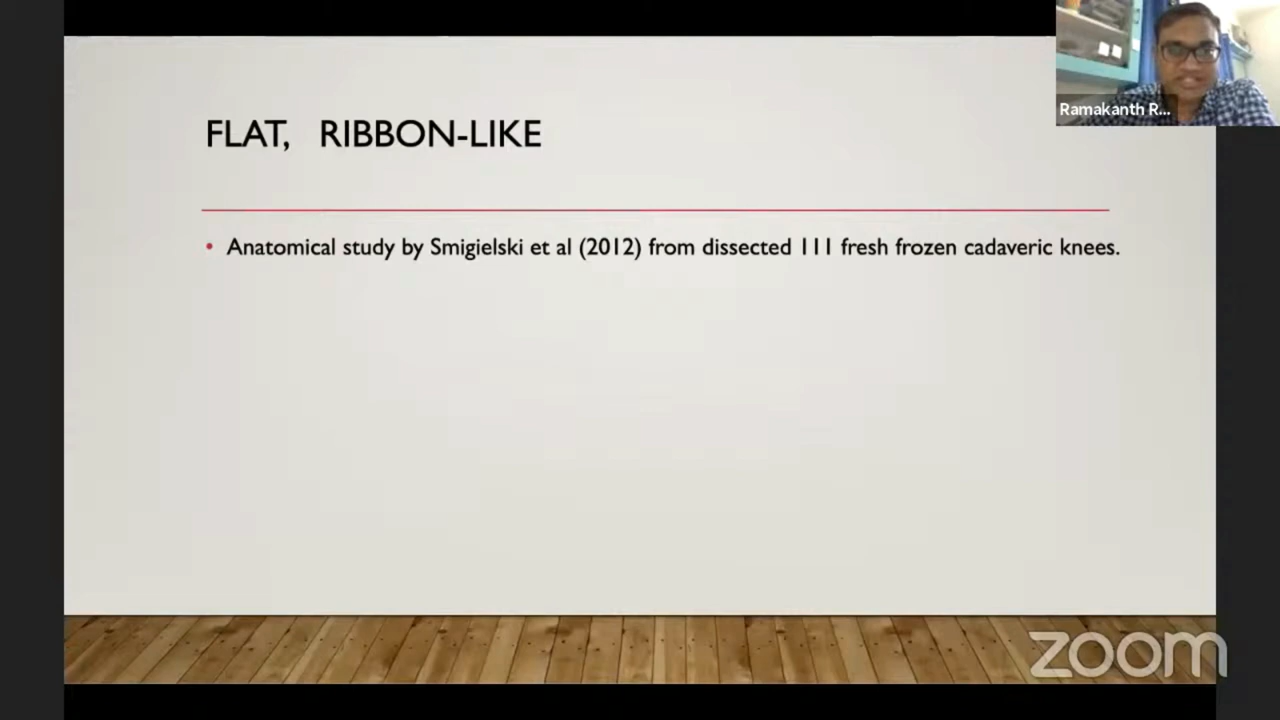 Ramakanth R...
FLAT, RIBBON-LIKE
• Anatomical study by Smigielski et al (2012) from dissected 111 fresh frozen cadaveric knees.
zoom